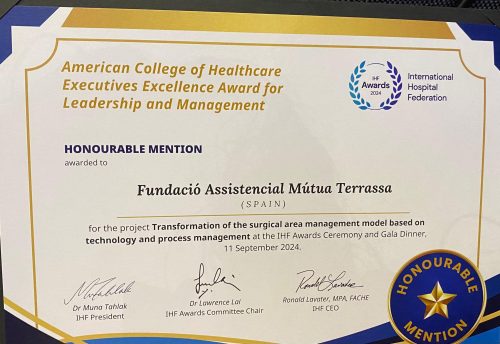 American College of Healthcare
Executives Excellence Award for
Leadership and Management
IHF
Awards
2024
International
Hospital
Federation
HONOURABLE MENTION
awarded to
Fundació Assistencial Mútua Terrassa
(SPAIN)
for the project Transformation of the surgical area management model based on
technology and process management at the IHF Awards Ceremony and Gala Dinner,
11 September 2024.
Dr Muna Tahlak
IHF President
Dr Lawrence Lai
IHF Awards Committee Chair
Ronald Lavater, MPA, FACHE
IHF CEO
HONOURABLE
MENTION